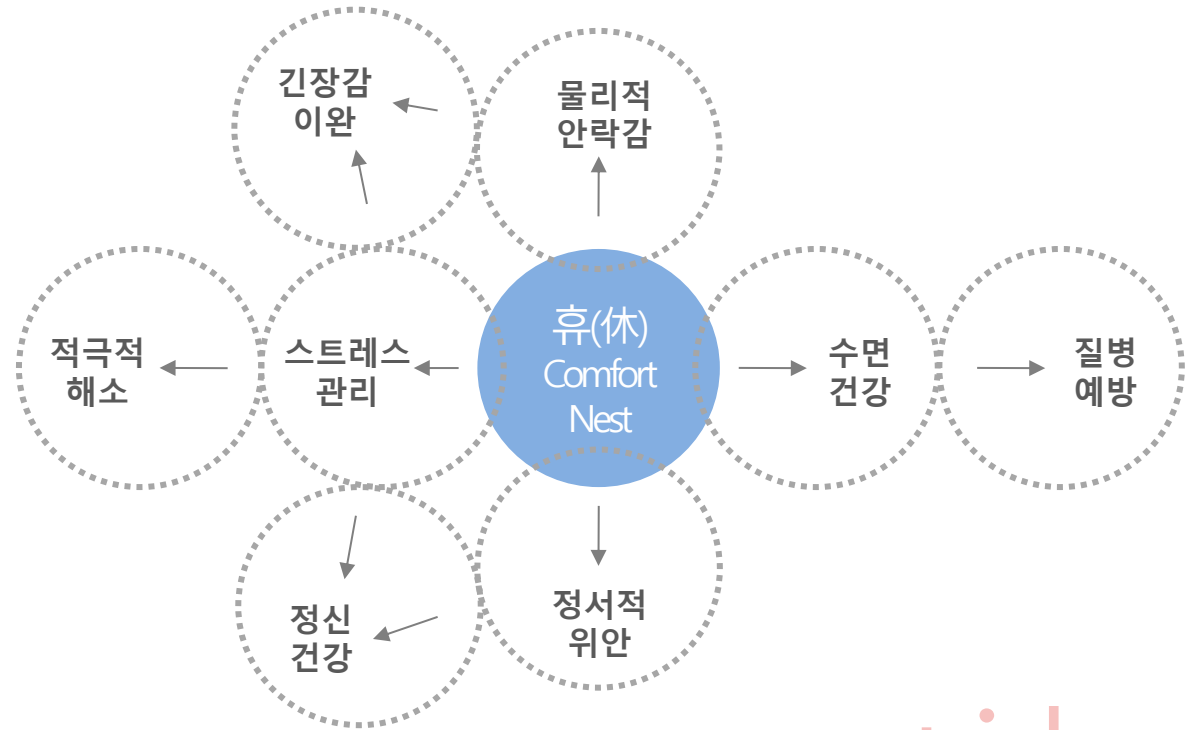 긴장감
이완
물리적
안락감
적극적
해소
스트레스
관리
휴(休)
Comfort
Nest
수면
건강
질병
예방
정신
건강
정서적
위안